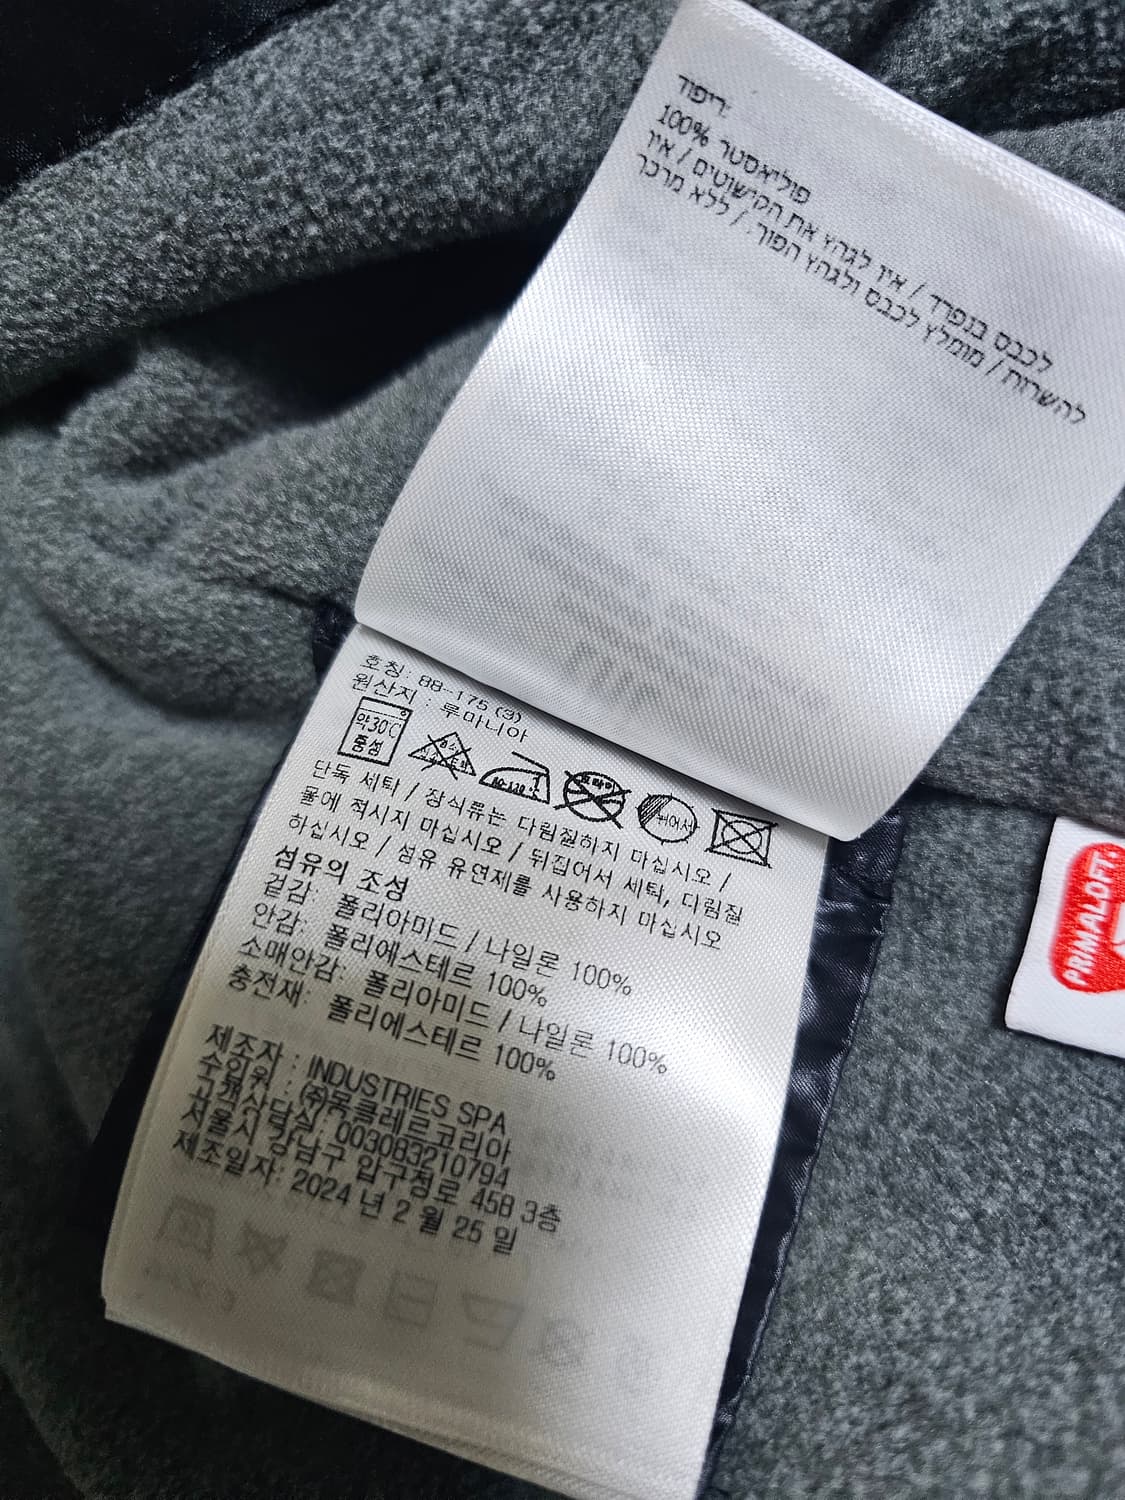 ריפוד:
100% פוליאסטר
לכבס בנפרד / אין לגהץ את הקישוטים / אין
להשרות / מומלץ לכבס ולגהץ הפוך. / ללא מרכך
호칭: 88-175 (3)
원산지 : 루마니아
약30℃
중성
80-120℃
드라이
뉘어서
단독 세탁 / 장식류는 다림질하지 마십시오 /
물에 적시지 마십시오 / 뒤집어서 세탁, 다림질
하십시오 / 섬유 유연제를 사용하지 마십시오
섬유의 조성
겉감: 폴리아미드 / 나일론 100%
안감: 폴리에스테르 100%
소매안감: 폴리아미드 / 나일론 100%
충전재: 폴리에스테르 100%
제조자 : INDUSTRIES SPA
수입원 : ㈜몽클레르코리아
고객상담실: 003083210794
서울시 강남구 압구정로 458 3층
제조일자: 2024 년 2 월 25 일
PRIMALOFT